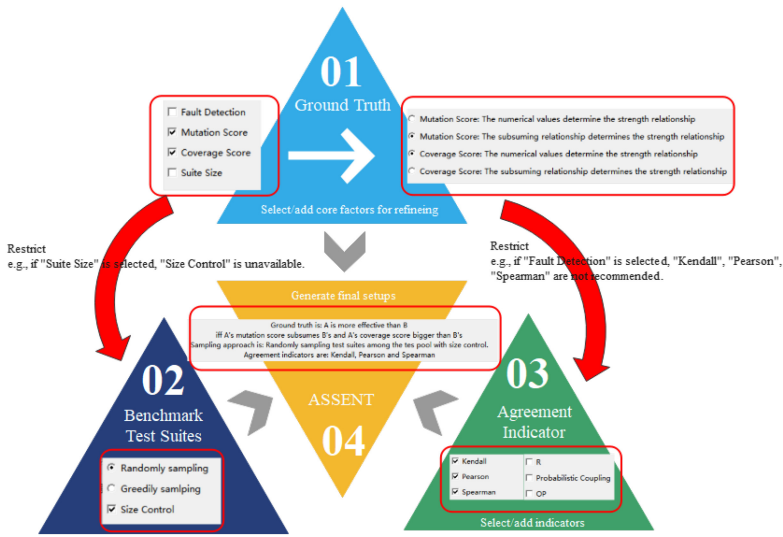 01
Ground Truth
Fault Detection
Mutation Score
Coverage Score
Suite Size
Mutation Score: The numerical values determine the strength relationship
Mutation Score: The subsuming relationship determines the strength relationship
Coverage Score: The numerical values determine the strength relationship
Coverage Score: The subsuming relationship determines the strength relationship
Select/add core factors for refineing
Restrict
e.g., if "Suite Size" is selected, "Size Control" is unavailable.
Restrict
e.g., if "Fault Detection" is selected, "Kendall", "Pearson",
"Spearman" are not recommended.
Generate final setups
Ground truth is: A is more effective than B
iff A's mutation score subsumes B's and A's coverage score bigger than B's
Sampling approach is: Randomly sampling test suites among the tes pool with size control.
Agreement indicators are: Kendall, Pearson and Spearman
ASSENT
04
02
Benchmark
Test Suites
Randomly sampling
Greedily samlping
Size Control
03
Agreement
Indicator
Kendall
Pearson
Spearman
R
Probabilistic Coupling
OP
Select/add indicators